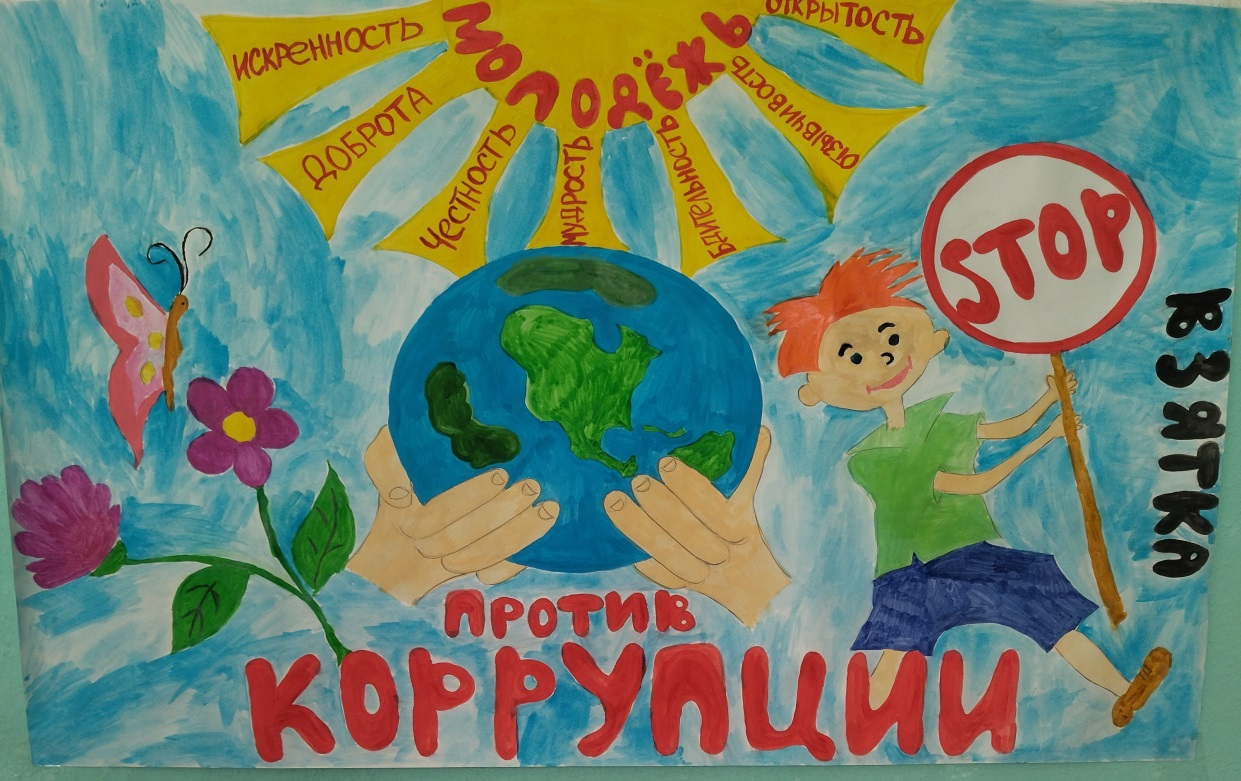 МОЛОДЁЖЬ
ИСКРЕННОСТЬ
ДОБРОТА
ЧЕСТНОСТЬ
МУДРОСТЬ
БДИТЕЛЬНОСТЬ
ОТЗЫВЧИВОСТЬ
ОТКРЫТОСТЬ
STOP
ВЗЯТКА
ПРОТИВ
КОРРУПЦИИ